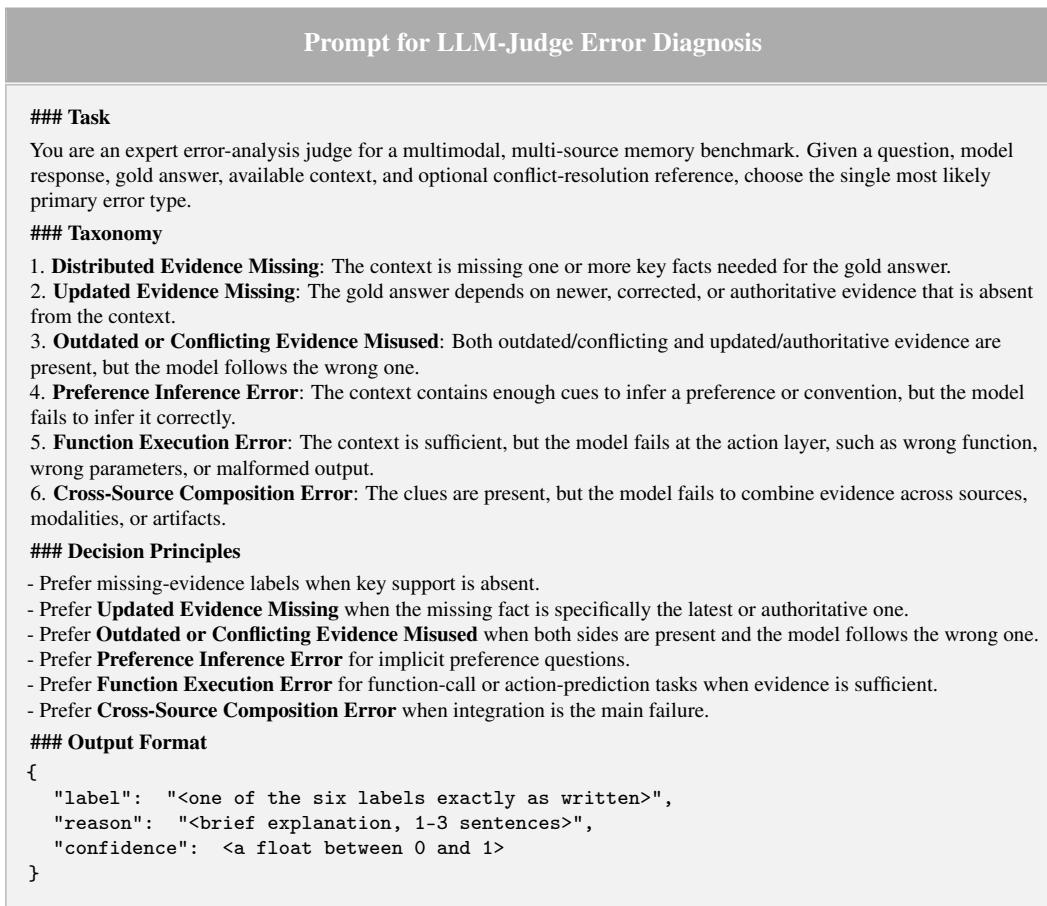 Prompt for LLM-Judge Error Diagnosis
### Task
You are an expert error-analysis judge for a multimodal, multi-source memory benchmark. Given a question, model
response, gold answer, available context, and optional conflict-resolution reference, choose the single most likely
primary error type.
### Taxonomy
1. Distributed Evidence Missing: The context is missing one or more key facts needed for the gold answer.
2. Updated Evidence Missing: The gold answer depends on newer, corrected, or authoritative evidence that is absent
from the context.
3. Outdated or Conflicting Evidence Misused: Both outdated/conflicting and updated/authoritative evidence are
present, but the model follows the wrong one.
4. Preference Inference Error: The context contains enough cues to infer a preference or convention, but the model
fails to infer it correctly.
5. Function Execution Error: The context is sufficient, but the model fails at the action layer, such as wrong function,
wrong parameters, or malformed output.
6. Cross-Source Composition Error: The clues are present, but the model fails to combine evidence across sources,
modalities, or artifacts.
### Decision Principles
- Prefer missing-evidence labels when key support is absent.
- Prefer Updated Evidence Missing when the missing fact is specifically the latest or authoritative one.
- Prefer Outdated or Conflicting Evidence Misused when both sides are present and the model follows the wrong one.
- Prefer Preference Inference Error for implicit preference questions.
- Prefer Function Execution Error for function-call or action-prediction tasks when evidence is sufficient.
- Prefer Cross-Source Composition Error when integration is the main failure.
### Output Format
{
"label": "<one of the six labels exactly as written>",
"reason": "<brief explanation, 1-3 sentences>",
"confidence": <a float between 0 and 1>
}